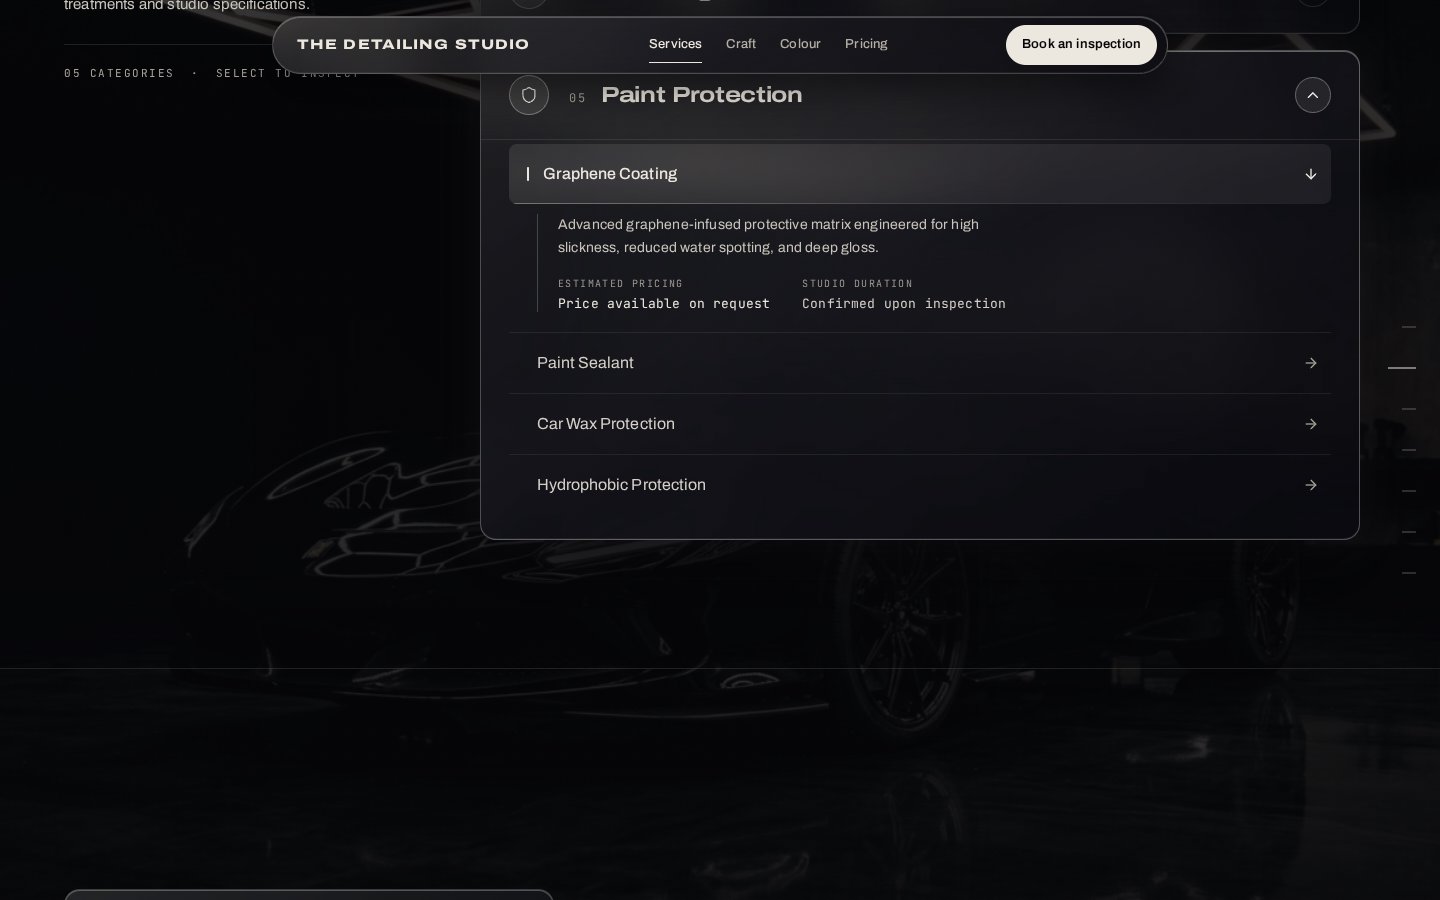 treatments and studio specifications.
THE DETAILING STUDIO
Services
Craft
Colour
Pricing
Book an inspection
05 CATEGORIES · SELECT TO INSPECT
05 Paint Protection
Graphene Coating
Advanced graphene-infused protective matrix engineered for high
slickness, reduced water spotting, and deep gloss.
ESTIMATED PRICING
Price available on request
STUDIO DURATION
Confirmed upon inspection
Paint Sealant
Car Wax Protection
Hydrophobic Protection